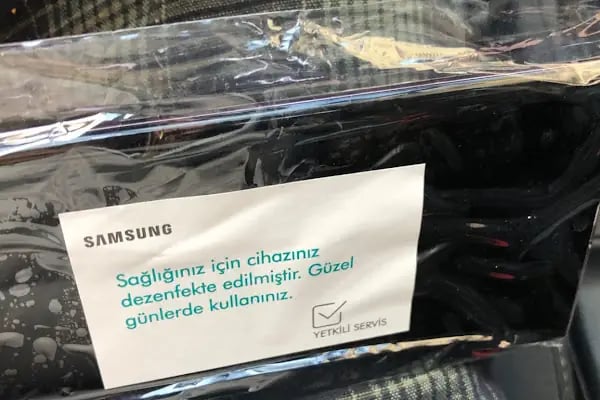 SAMSUNG
Sağlığınız için cihazınız
dezenfekte edilmiştir. Güzel
günlerde kullanınız.
YETKİLİ SERVİS